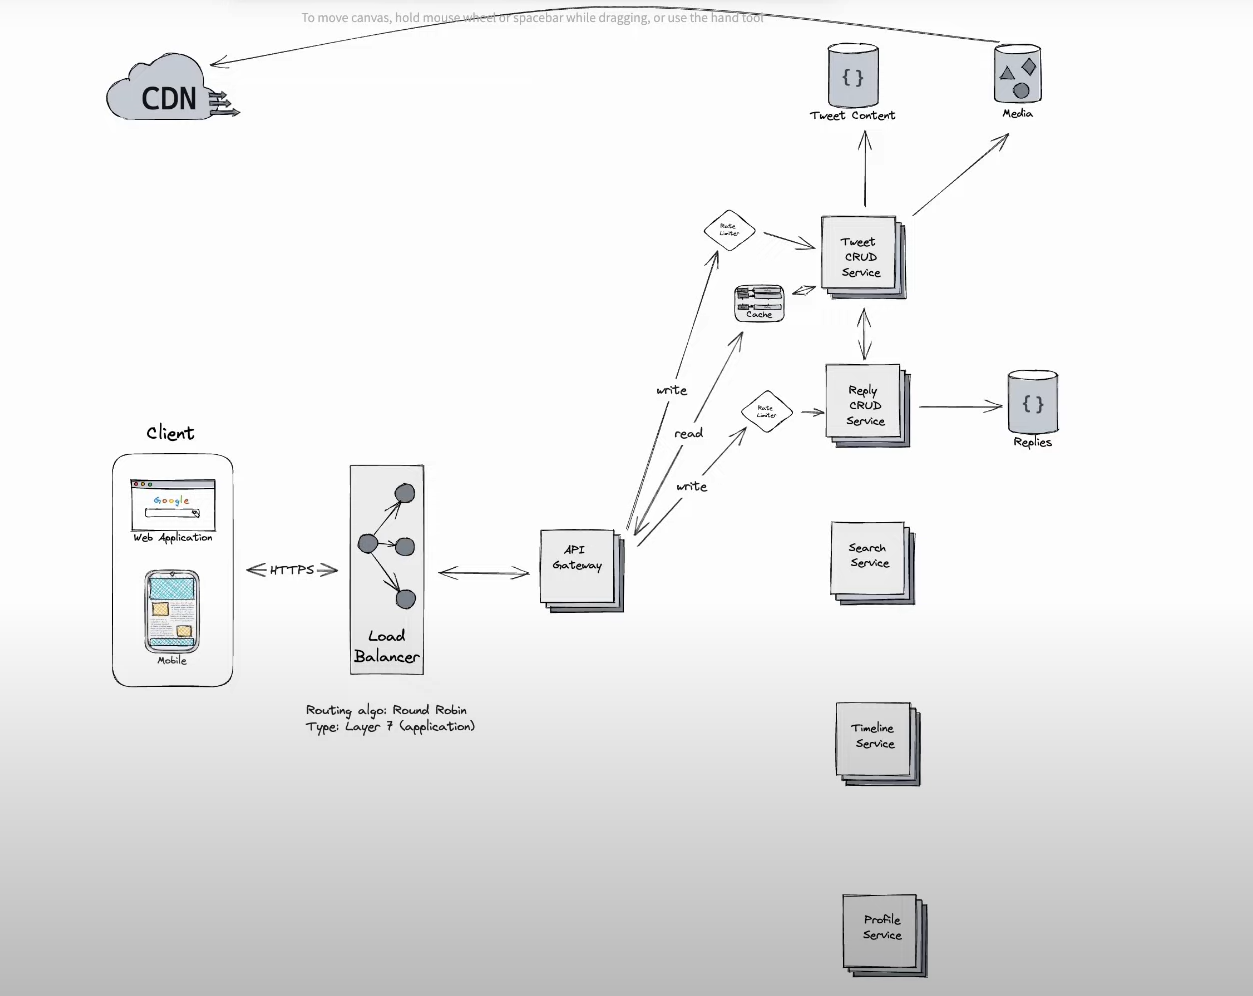 To move canvas, hold mouse wheel or spacebar while dragging, or use the hand tool
CDN
{ }
Tweet Content
Media
Rate
Limiter
Tweet
CRUD
Service
Cache
write
Reply
CRUD
Service
Rate
Limiter
{ }
read
Replies
Client
write
Google
Web Application
API
Gateway
Search
Service
HTTPS
Load
Balancer
Mobile
Routing algo: Round Robin
Type: Layer 7 (application)
Timeline
Service
Profile
Service